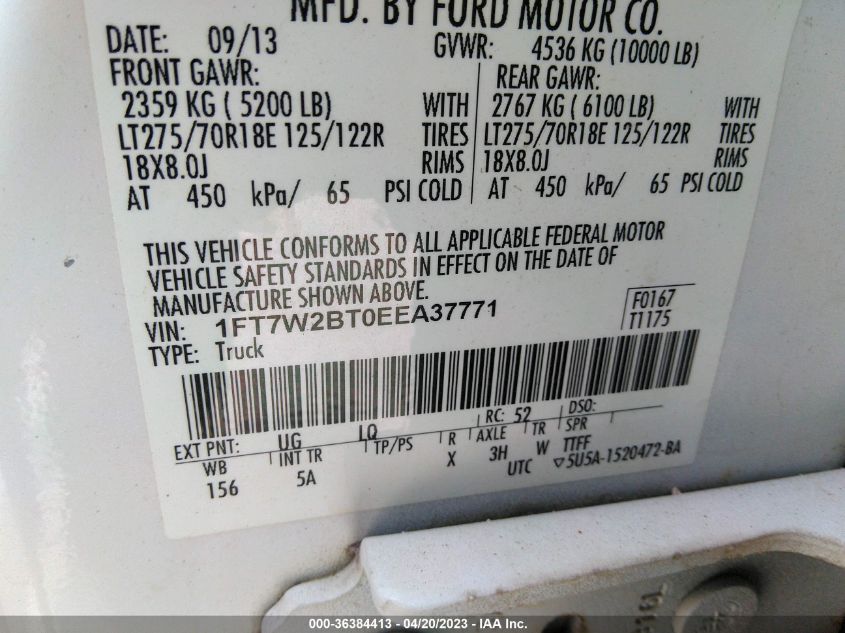 MFD. BY FORD MOTOR CO.
DATE: 09/13 GVWR: 4536 KG (10000 LB)
FRONT GAWR: REAR GAWR:
2359 KG ( 5200 LB) WITH 2767 KG ( 6100 LB) WITH
LT275/70R18E 125/122R TIRES LT275/70R18E 125/122R TIRES
18X8.0J RIMS 18X8.0J RIMS
AT 450 kPa/ 65 PSI COLD AT 450 kPa/ 65 PSI COLD
THIS VEHICLE CONFORMS TO ALL APPLICABLE FEDERAL MOTOR
VEHICLE SAFETY STANDARDS IN EFFECT ON THE DATE OF
MANUFACTURE SHOWN ABOVE.
VIN: 1FT7W2BT0EEA37771 F0167
TYPE: Truck T1175
EXT PNT: UG LQ RC: 52 DSO:
WB INT TR TP/PS R AXLE TR SPR
156 5A X 3H W TTFF
UTC ▽5U5A-1520472-BA
000-36384413 - 04/20/2023 - IAA Inc.